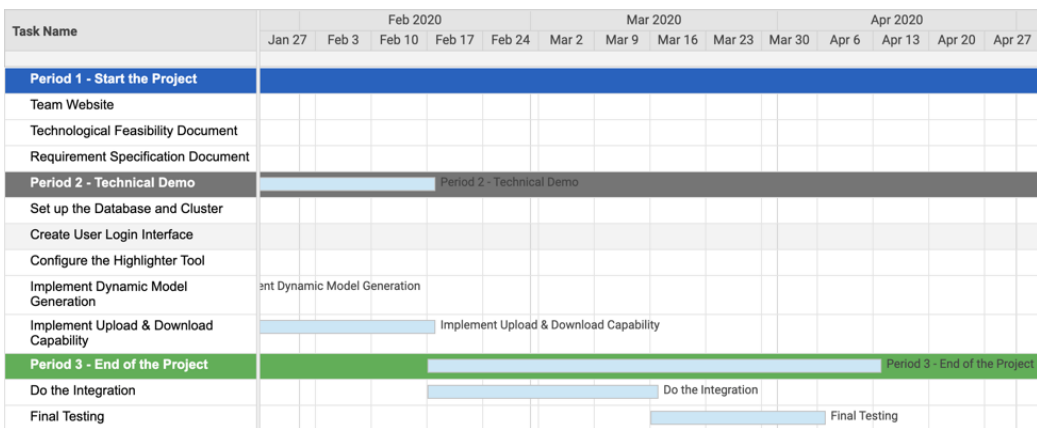 Task Name
Feb 2020 Mar 2020 Apr 2020
Jan 27 Feb 3 Feb 10 Feb 17 Feb 24 Mar 2 Mar 9 Mar 16 Mar 23 Mar 30 Apr 6 Apr 13 Apr 20 Apr 27
Period 1 - Start the Project
Team Website
Technological Feasibility Document
Requirement Specification Document
Period 2 - Technical Demo Period 2 - Technical Demo
Set up the Database and Cluster
Create User Login Interface
Configure the Highlighter Tool
Implement Dynamic Model
Generation
ent Dynamic Model Generation
Implement Upload & Download
Capability
Implement Upload & Download Capability
Period 3 - End of the Project Period 3 - End of the Project
Do the Integration Do the Integration
Final Testing Final Testing